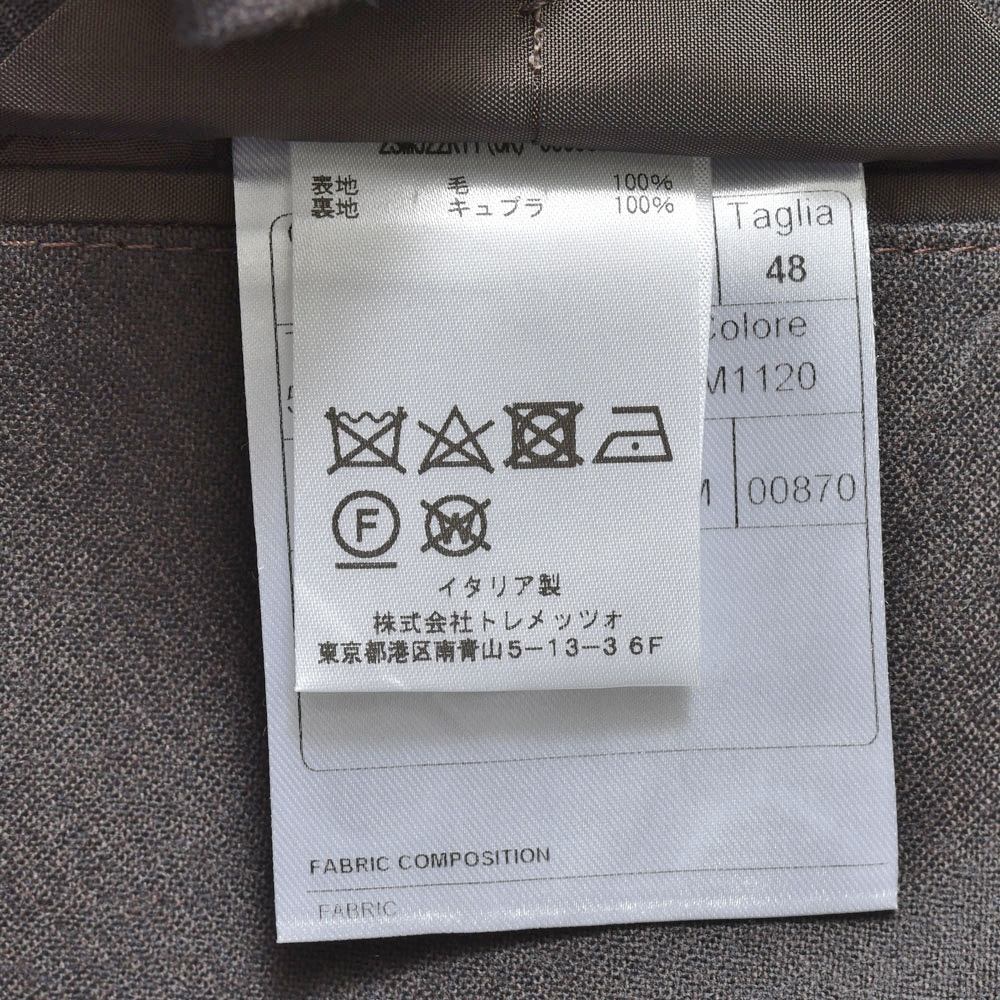 表地 毛 100%
裏地 キュプラ 100%
Taglia
48
Colore
M1120
00870
F
W
イタリア製
株式会社トレメッツォ
東京都港区南青山5-13-3 6F
FABRIC COMPOSITION
FABRIC